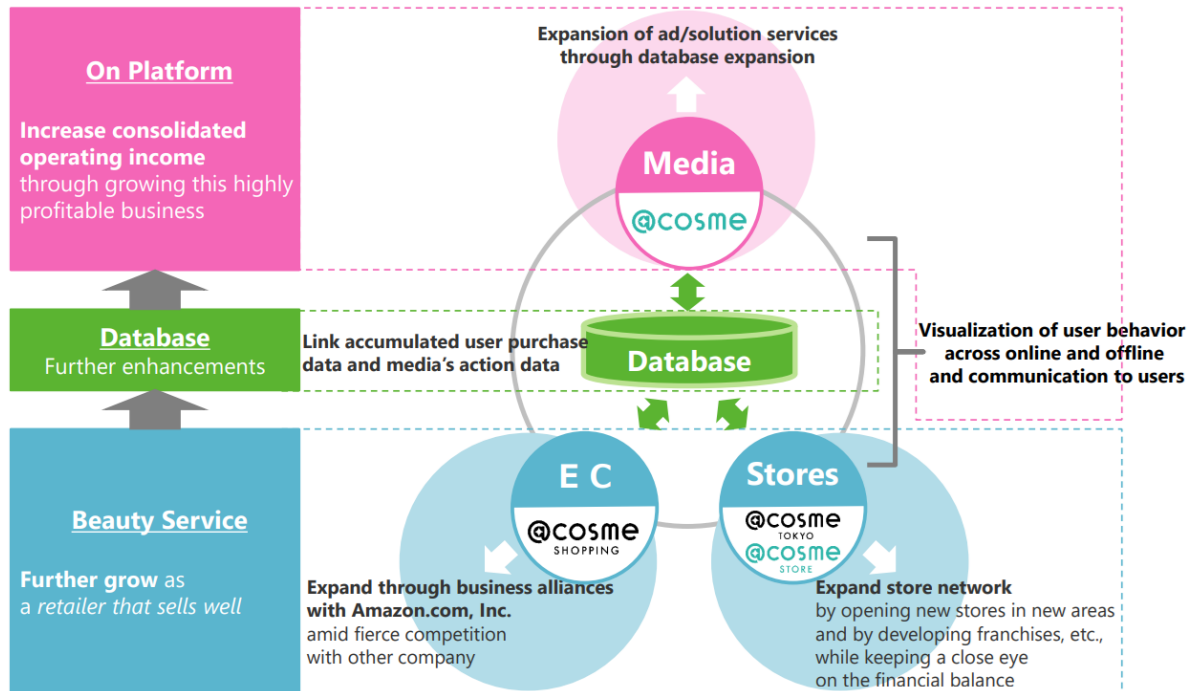 On Platform
Increase consolidated
operating income
through growing this highly
profitable business
Expansion of ad/solution services
through database expansion
Media
@cosme
Database
Further enhancements
Link accumulated user purchase
data and media's action data
Database
Visualization of user behavior
across online and offline
and communication to users
Beauty Service
Further grow as
a retailer that sells well
E C
@cosme
SHOPPING
Expand through business alliances
with Amazon.com, Inc.
amid fierce competition
with other company
Stores
@cosme
TOKYO
@cosme
STORE
Expand store network
by opening new stores in new areas
and by developing franchises, etc.,
while keeping a close eye
on the financial balance